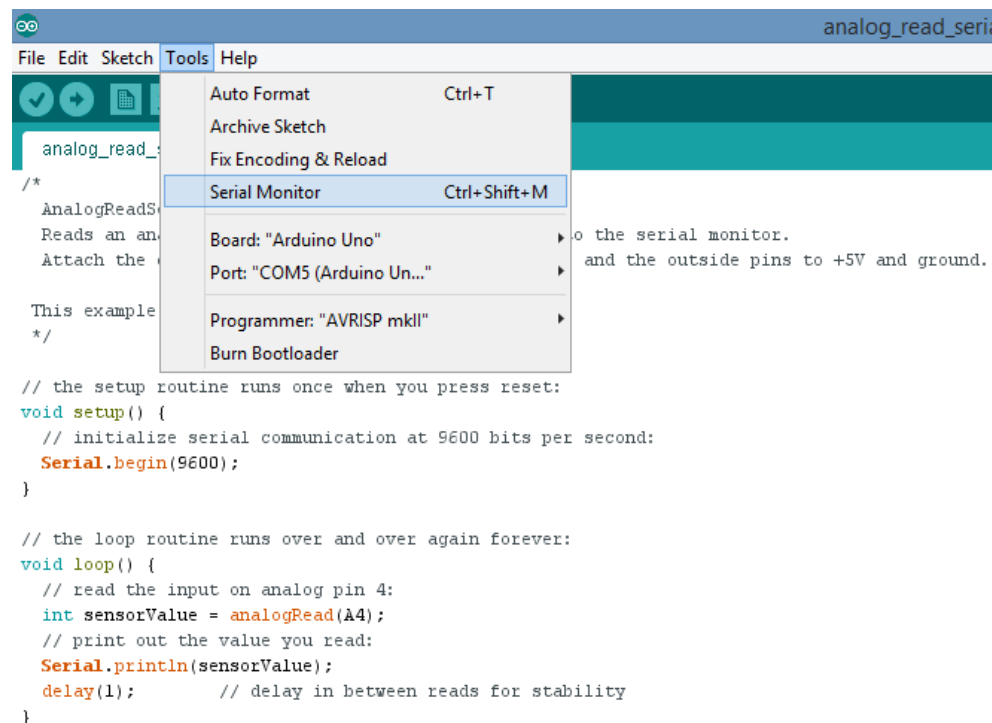 analog_read_seria
File Edit Sketch Tools Help
Auto Format Ctrl+T
Archive Sketch
Fix Encoding & Reload
Serial Monitor Ctrl+Shift+M
Board: "Arduino Uno"
Port: "COM5 (Arduino Un..."
Programmer: "AVRISP mkII"
Burn Bootloader
analog_read_s
/*
AnalogReadS
Reads an an o the serial monitor.
Attach the and the outside pins to +5V and ground.
This example
*/
// the setup routine runs once when you press reset:
void setup() {
// initialize serial communication at 9600 bits per second:
Serial.begin(9600);
}
// the loop routine runs over and over again forever:
void loop() {
// read the input on analog pin 4:
int sensorValue = analogRead(A4);
// print out the value you read:
Serial.println(sensorValue);
delay(1); // delay in between reads for stability
}